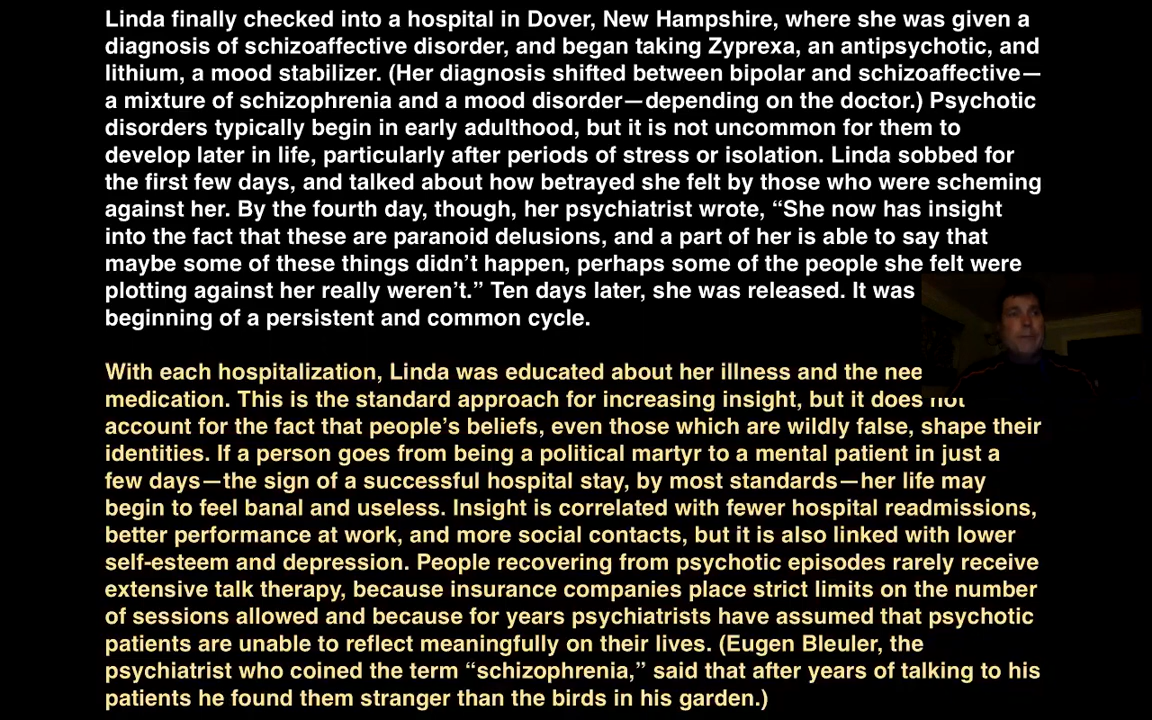 Linda finally checked into a hospital in Dover, New Hampshire, where she was given a
diagnosis of schizoaffective disorder, and began taking Zyprexa, an antipsychotic, and
lithium, a mood stabilizer. (Her diagnosis shifted between bipolar and schizoaffective—
a mixture of schizophrenia and a mood disorder—depending on the doctor.) Psychotic
disorders typically begin in early adulthood, but it is not uncommon for them to
develop later in life, particularly after periods of stress or isolation. Linda sobbed for
the first few days, and talked about how betrayed she felt by those who were scheming
against her. By the fourth day, though, her psychiatrist wrote, “She now has insight
into the fact that these are paranoid delusions, and a part of her is able to say that
maybe some of these things didn’t happen, perhaps some of the people she felt were
plotting against her really weren’t.” Ten days later, she was released. It was
beginning of a persistent and common cycle.
With each hospitalization, Linda was educated about her illness and the
medication. This is the standard approach for increasing insight, but it does not
account for the fact that people’s beliefs, even those which are wildly false, shape their
identities. If a person goes from being a political martyr to a mental patient in just a
few days—the sign of a successful hospital stay, by most standards—her life may
begin to feel banal and useless. Insight is correlated with fewer hospital readmissions,
better performance at work, and more social contacts, but it is also linked with lower
self-esteem and depression. People recovering from psychotic episodes rarely receive
extensive talk therapy, because insurance companies place strict limits on the number
of sessions allowed and because for years psychiatrists have assumed that psychotic
patients are unable to reflect meaningfully on their lives. (Eugen Bleuler, the
psychiatrist who coined the term “schizophrenia,” said that after years of talking to his
patients he found them stranger than the birds in his garden.)